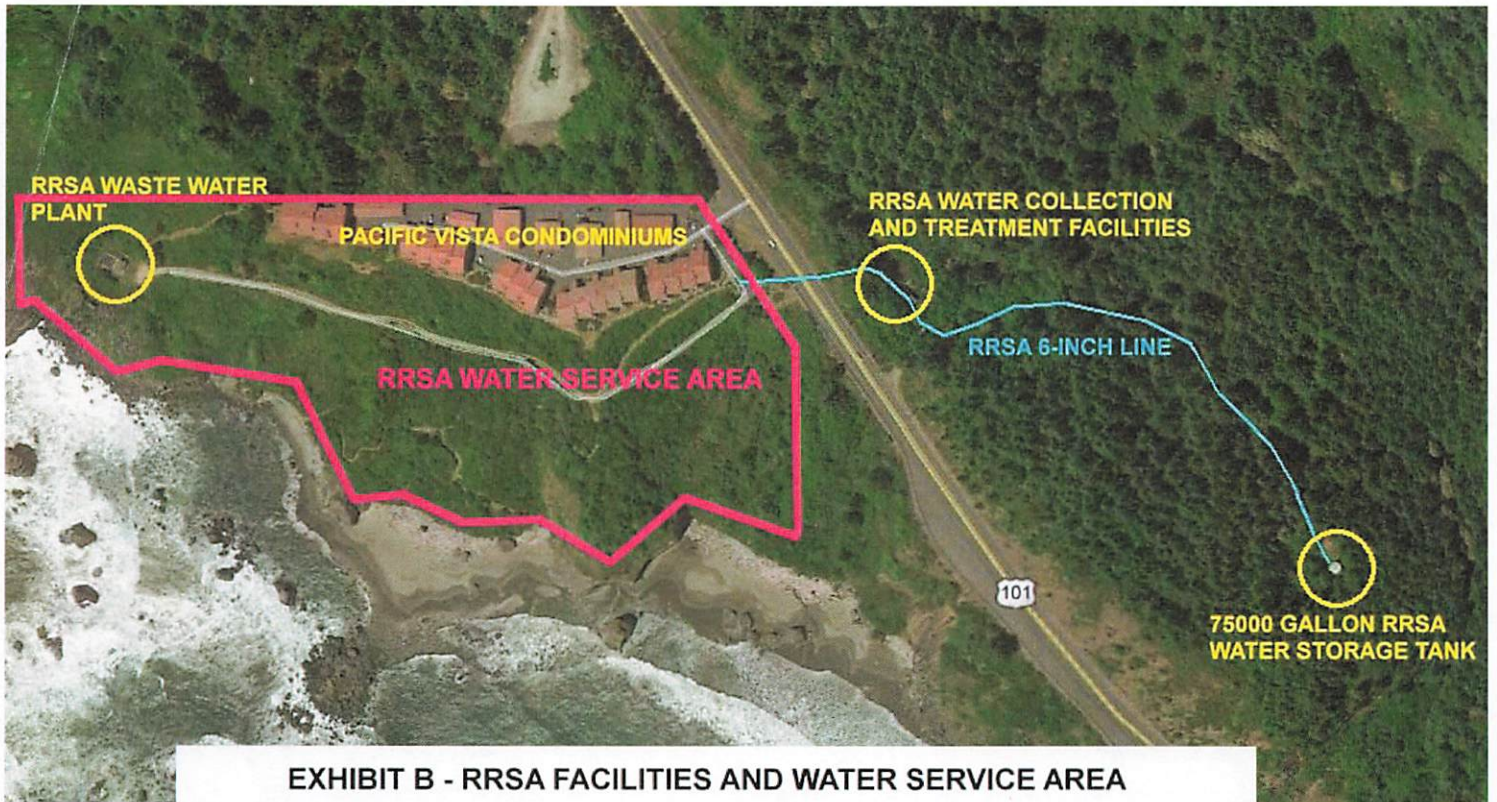 RRSA WASTE WATER
PLANT
PACIFIC VISTA CONDOMINIUMS
RRSA WATER COLLECTION
AND TREATMENT FACILITIES
RRSA 6-INCH LINE
RRSA WATER SERVICE AREA
101
75000 GALLON RRSA
WATER STORAGE TANK
EXHIBIT B - RRSA FACILITIES AND WATER SERVICE AREA